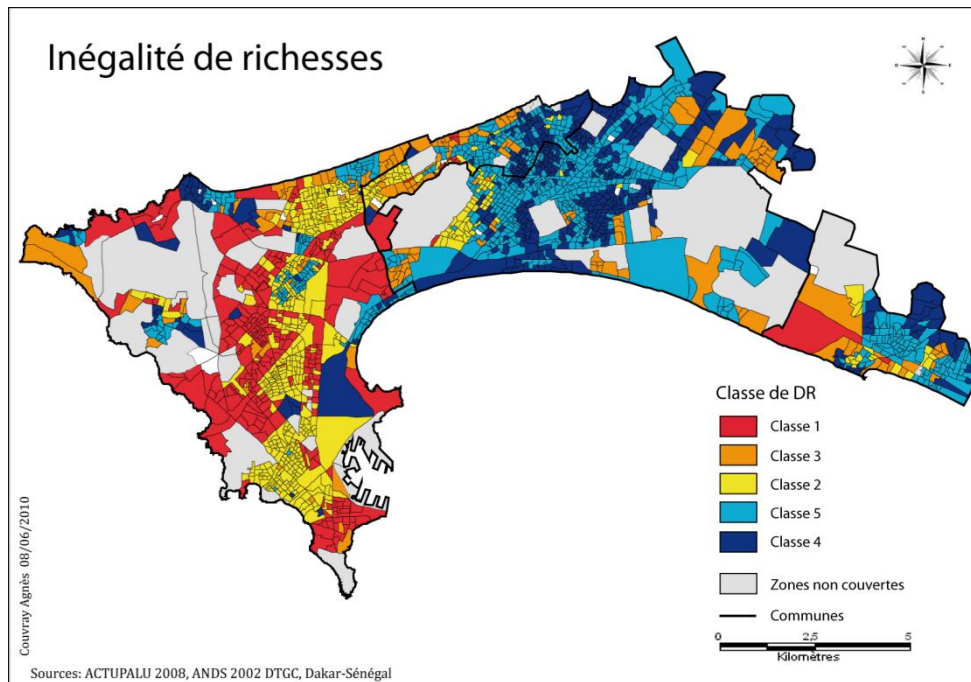 Inégalité de richesses
Classe de DR
Classe 1
Classe 3
Classe 2
Classe 5
Classe 4
Zones non couvertes
Communes
0 2,5 5
Kilomètres
Couvray Agnès 08/06/2010
Sources: ACTUPALU 2008, ANDS 2002 DTGC, Dakar-Sénégal